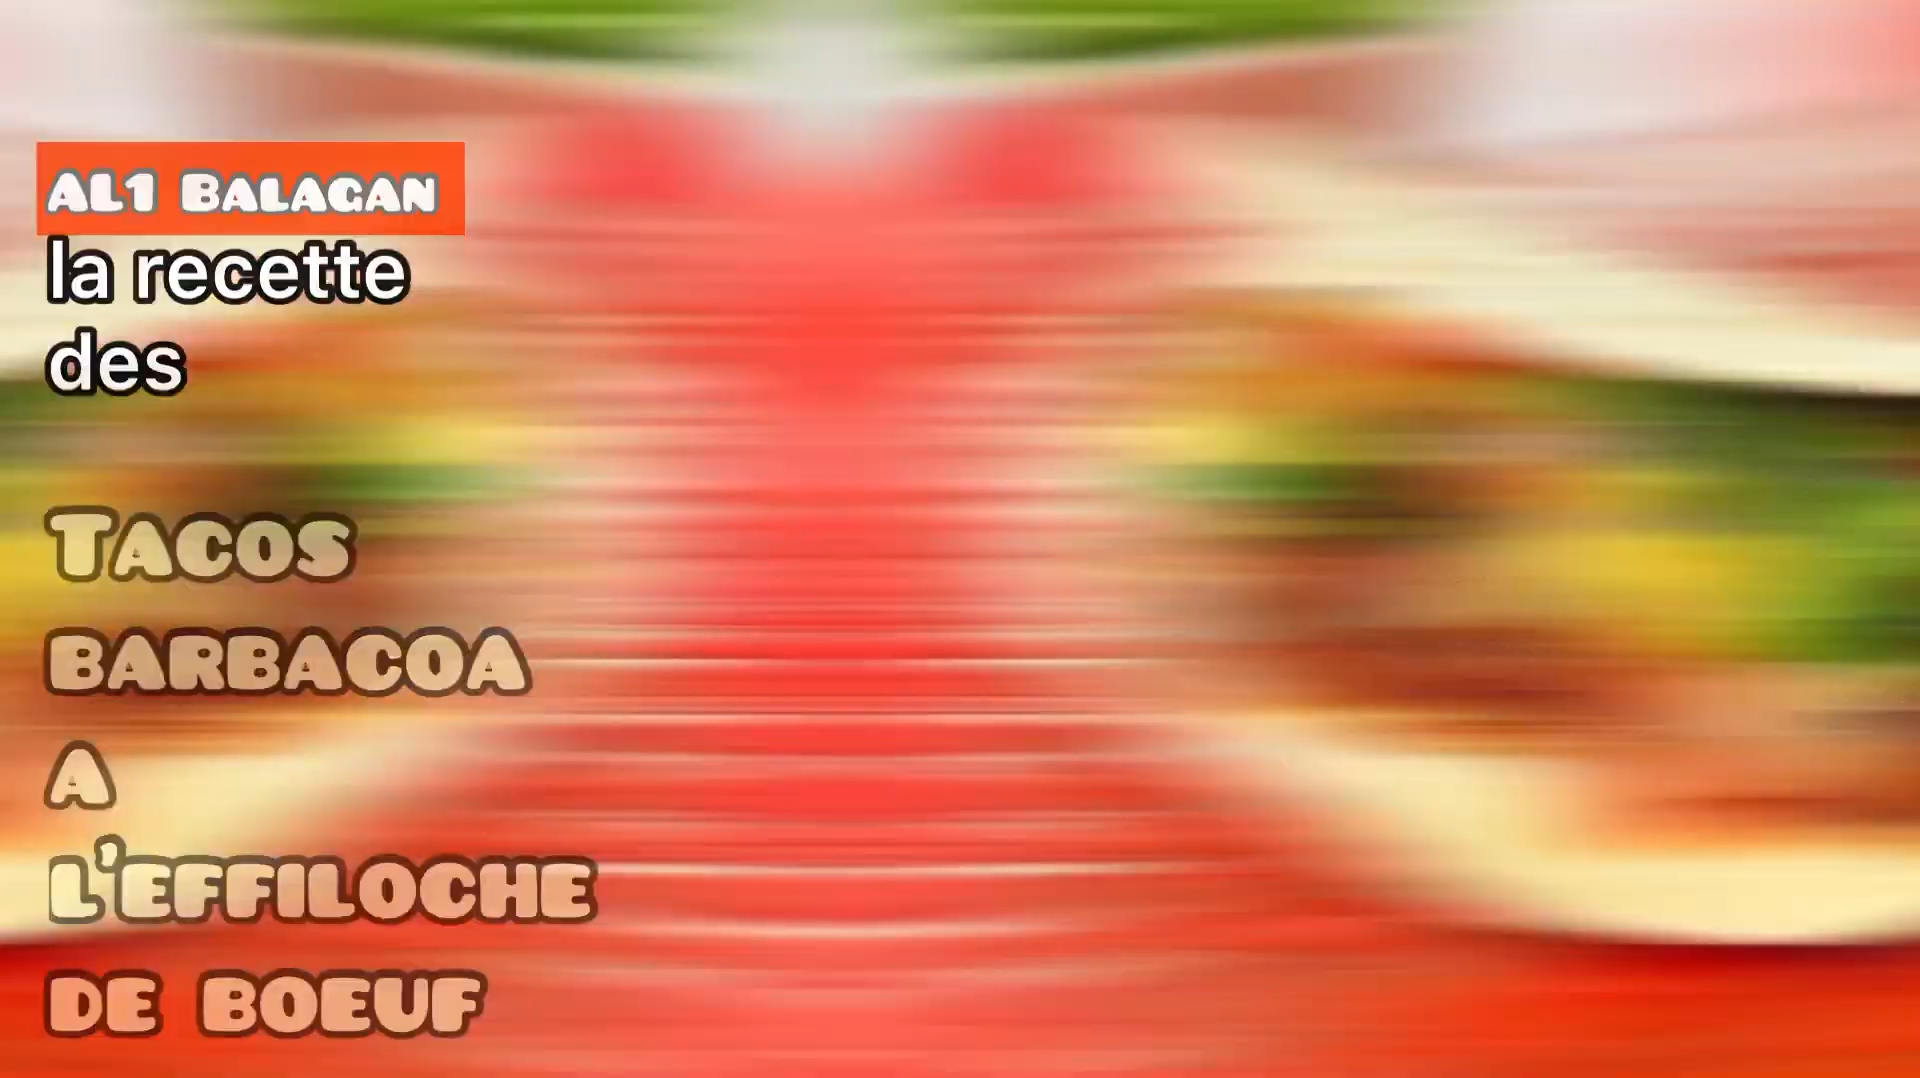 AL1 BALAGAN
la recette
des
TACOS
BARBACOA
A
L'EFFILOCHE
DE BOEUF